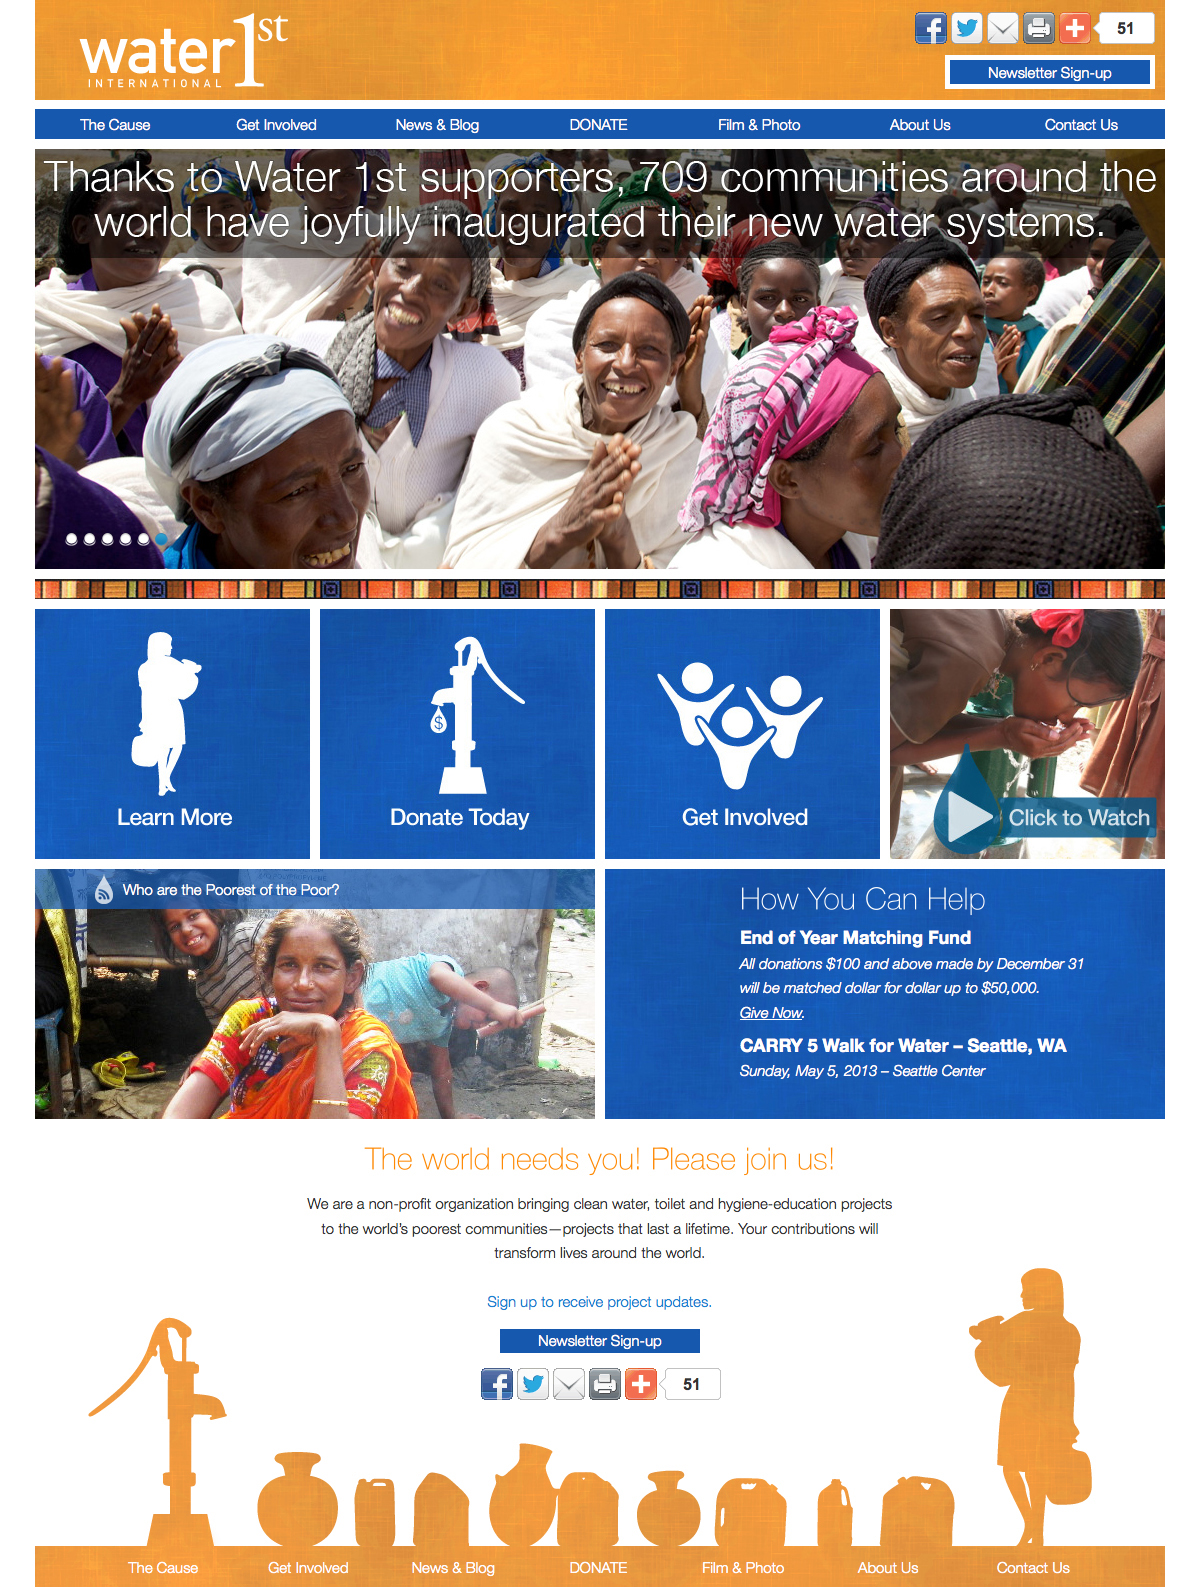 water 1st
INTERNATIONAL
51
Newsletter Sign-up
The Cause
Get Involved
News & Blog
DONATE
Film & Photo
About Us
Contact Us
Thanks to Water 1st supporters, 709 communities around the
world have joyfully inaugurated their new water systems.
$
Learn More
Donate Today
Get Involved
Click to Watch
Who are the Poorest of the Poor?
How You Can Help
End of Year Matching Fund
All donations $100 and above made by December 31
will be matched dollar for dollar up to $50,000.
Give Now.
CARRY 5 Walk for Water – Seattle, WA
Sunday, May 5, 2013 – Seattle Center
The world needs you! Please join us!
We are a non-profit organization bringing clean water, toilet and hygiene-education projects
to the world's poorest communities—projects that last a lifetime. Your contributions will
transform lives around the world.
Sign up to receive project updates.
Newsletter Sign-up
51
The Cause
Get Involved
News & Blog
DONATE
Film & Photo
About Us
Contact Us